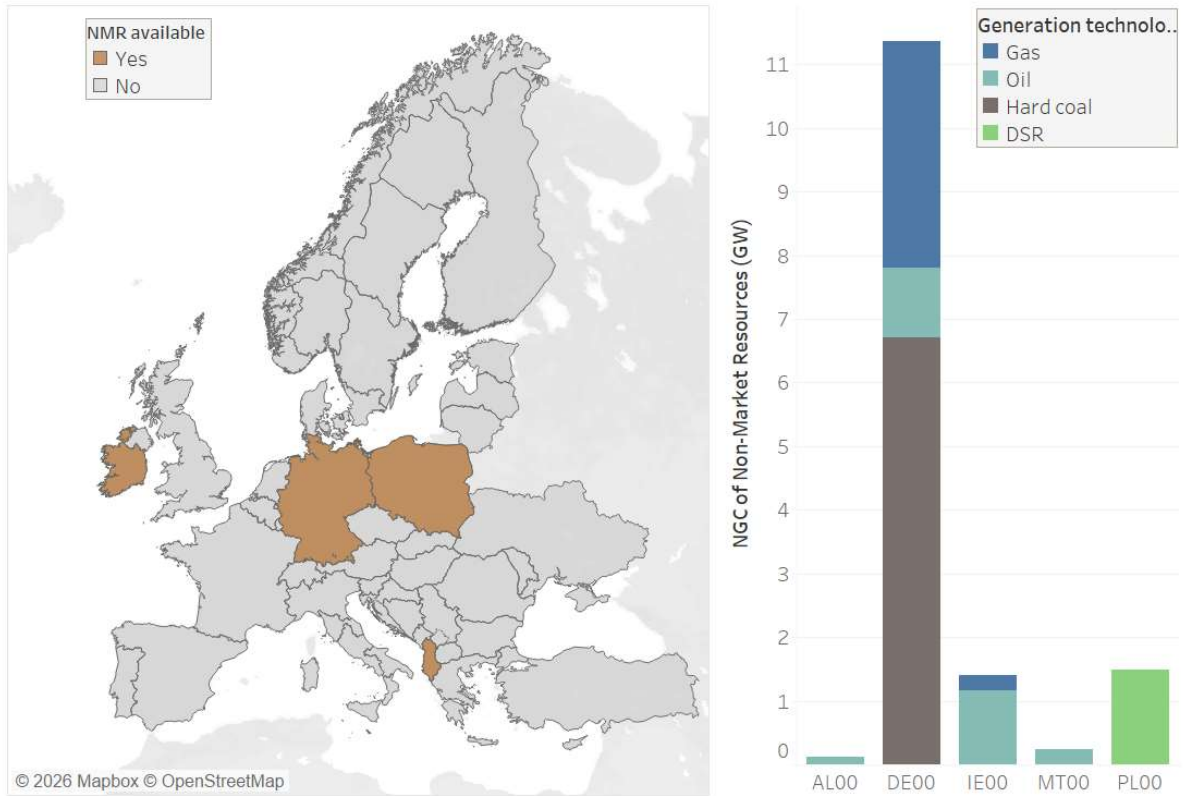 NMR available
Yes
No
© 2026 Mapbox © OpenStreetMap
Generation technolo..
Gas
Oil
Hard coal
DSR
NGC of Non-Market Resources (GW)
11
10
9
8
7
6
5
4
3
2
1
0
AL00 DE00 IE00 MT00 PL00